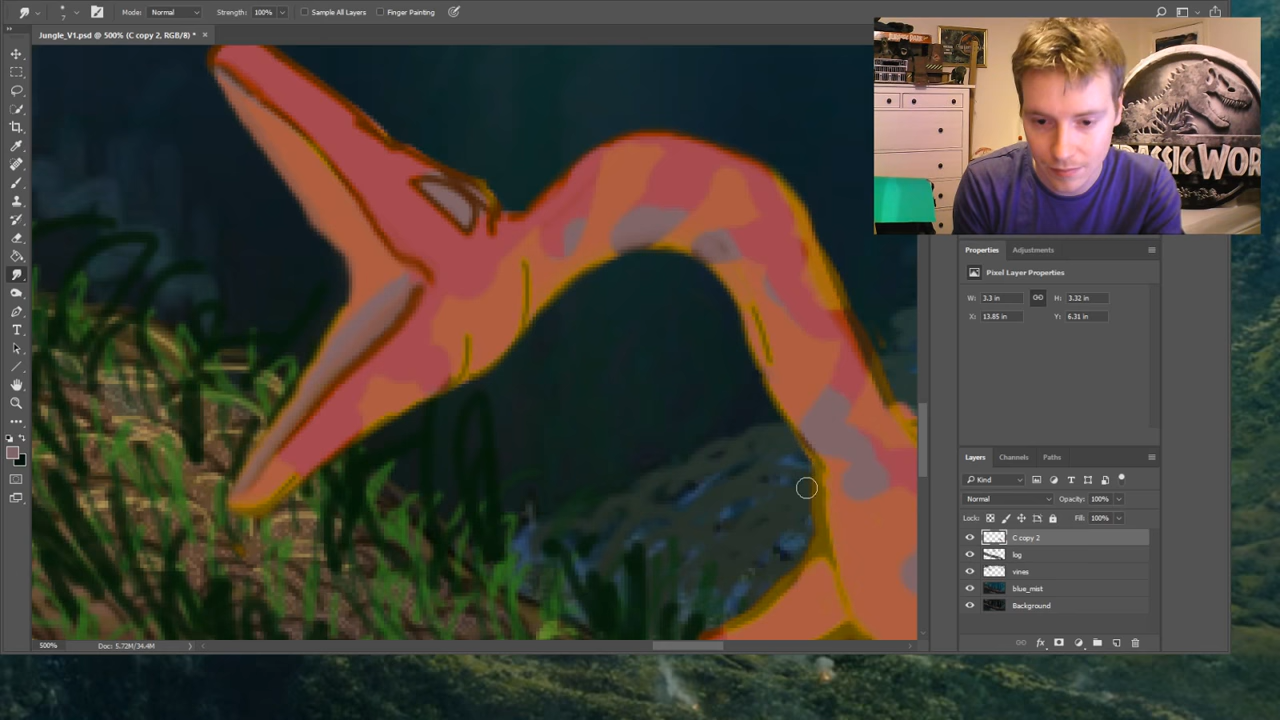 7
Mode: Normal
Strength: 100%
Sample All Layers
Finger Painting
Jungle_V1.psd @ 500% (C copy 2, RGB/8) *
JURASSIC WOR
Properties
Adjustments
Pixel Layer Properties
W: 3.3 in
H: 3.32 in
X: 13.85 in
Y: 6.31 in
Layers
Channels
Paths
Kind
Normal
Opacity: 100%
Lock:
Fill: 100%
C copy 2
log
vines
blue_mist
Background
500%
Doc: 5.72M/34.4M